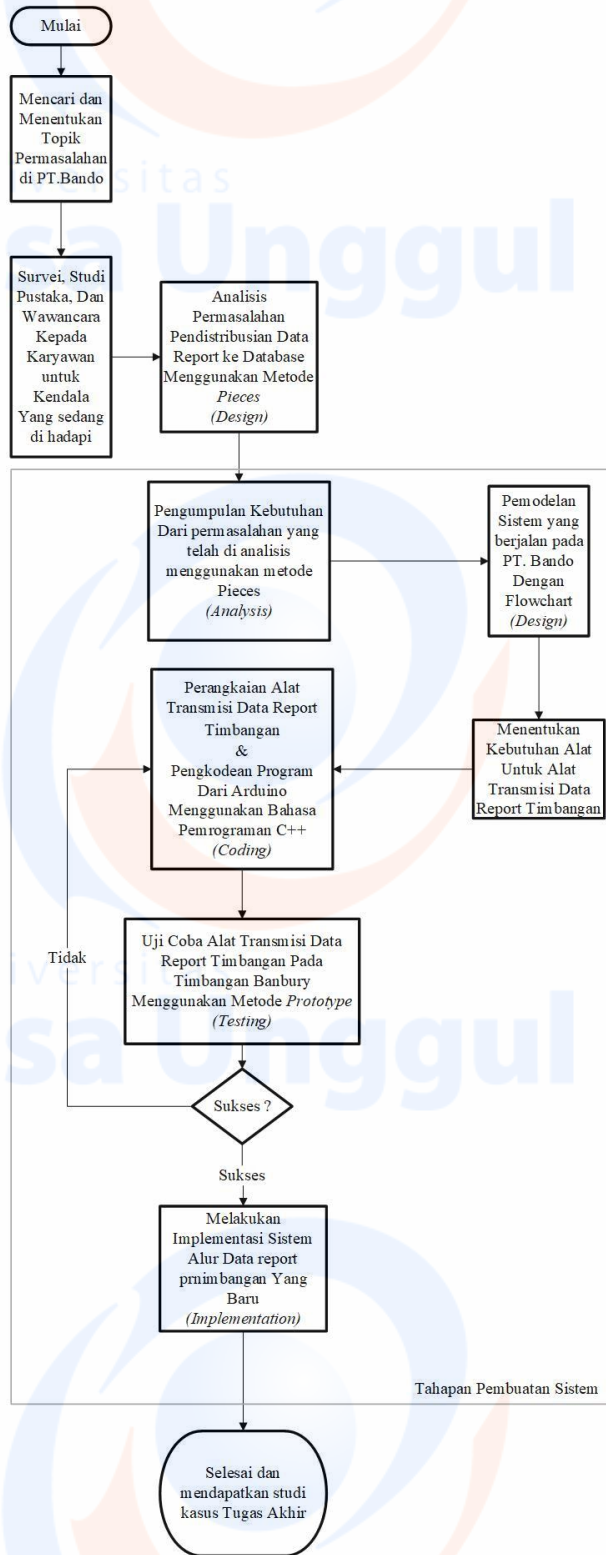 Mulai
Mencari dan
Menentukan
Topik
Permasalahan
di PT.Bando
Survei, Studi
Pustaka, Dan
Wawancara
Kepada
Karyawan
untuk
Kendala
Yang sedang
di hadapi
Analisis
Permasalahan
Pendistribusian Data
Report ke Database
Menggunakan Metode
Pieces
(Design)
Pengumpulan Kebutuhan
Dari permasalahan yang
telah di analisis
menggunakan metode
Pieces
(Analysis)
Pemodelan
Sistem yang
berjalan pada
PT. Bando
Dengan
Flowchart
(Design)
Menentukan
Kebutuhan Alat
Untuk Alat
Transmisi Data
Report Timbangan
Perangkaian Alat
Transmisi Data Report
Timbangan
&
Pengkodean Program
Dari Arduino
Menggunakan Bahasa
Pemrograman C++
(Coding)
Uji Coba Alat Transmisi Data
Report Timbangan Pada
Timbangan Banbury
Menggunakan Metode Prototype
(Testing)
Tidak
Sukses ?
Sukses
Melakukan
Implementasi Sistem
Alur Data report
prnimbangan Yang
Baru
(Implementation)
Tahapan Pembuatan Sistem
Selesai dan
mendapatkan studi
kasus Tugas Akhir
iversitas
sa Unggul
iversitas
sa Unggul